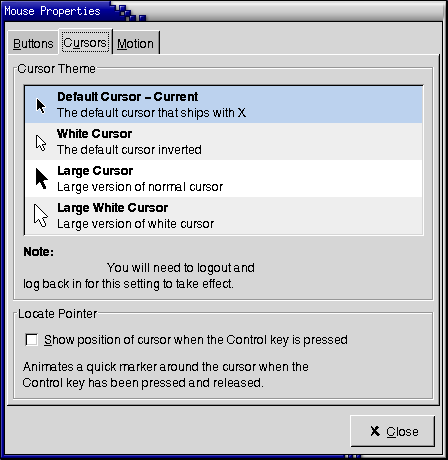 Mouse Properties
Buttons Cursors Motion
Cursor Theme
Default Cursor – Current
The default cursor that ships with X
White Cursor
The default cursor inverted
Large Cursor
Large version of normal cursor
Large White Cursor
Large version of white cursor
Note:
You will need to logout and
log back in for this setting to take effect.
Locate Pointer
Show position of cursor when the Control key is pressed
Animates a quick marker around the cursor when the
Control key has been pressed and released.
Close